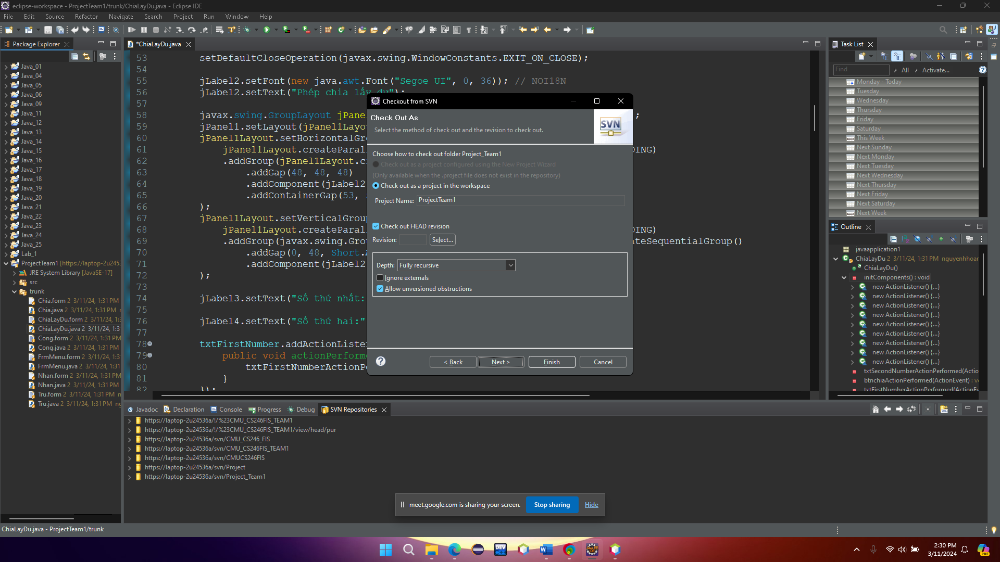 eclipse-workspace - ProjectTeam1/trunk/ChiaLayDu.java - Eclipse IDE
File Edit Source Refactor Navigate Search Project Run Window Help
Package Explorer
Java_01
Java_04
Java_05
Java_06
Java_09
Java_11
Java_12
Java_13
Java_14
Java_15
Java_16
Java_17
Java_18
Java_19
Java_20
Java_21
Java_22
Java_23
Java_24
Java_25
Lab_1
ProjectTeam1 [https://laptop-2u2453
JRE System Library [JavaSE-17]
src
trunk
Chia.form 2 3/11/24, 1:31 PM
Chia.java 2 3/11/24, 1:31 PM
ChiaLayDu.form 2 3/11/24, 1:3
ChiaLayDu.java 2 3/11/24, 1:31
Cong.form 2 3/11/24, 1:31 PM
Cong.java 2 3/11/24, 1:31 PM
FrmMenu.form 2 3/11/24, 1:31
FrmMenu.java 2 3/11/24, 1:31
Nhan.form 2 3/11/24, 1:31 PM
Nhan.java 2 3/11/24, 1:31 PM
Tru.form 2 3/11/24, 1:31 PM
Tru.java 2 3/11/24, 1:31 PM ng
*ChiaLayDu.java
53 setDefaultCloseOperation(javax.swing.WindowConstants.EXIT_ON_CLOSE);
54
55 jLabel2.setFont(new java.awt.Font("Segoe UI", 0, 36)); // NOI18N
56 jLabel2.setText("Phép chia lấy dư");
57
58 javax.swing.GroupLayout jPane ;
59 jPanel1.setLayout(jPanel1Layo
60 jPanel1Layout.setHorizontalGr
61 jPanel1Layout.createParal DING)
62 .addGroup(jPanel1Layout.c
63 .addGap(48, 48, 48)
64 .addComponent(jLabel2
65 .addContainerGap(53,
66 );
67 jPanel1Layout.setVerticalGrou
68 jPanel1Layout.createParal DING)
69 .addGroup(javax.swing.Gro ateSequentialGroup()
70 .addGap(0, 48, Short.
71 .addComponent(jLabel2
72 );
73
74 jLabel3.setText("Số thứ nhất:
75
76 jLabel4.setText("Số thứ hai:"
77
78 txtFirstNumber.addActionListe
79 public void actionPerform
80 txtFirstNumberActionP
81 }
82 });
Checkout from SVN
Check Out As
Select the method of check out and the revision to check out.
SVN
Choose how to check out folder Project_Team1
Check out as a project configured using the New Project Wizard
(Only available when the .project file does not exist in the repository)
Check out as a project in the workspace
Project Name: ProjectTeam1
Check out HEAD revision
Revision: Select...
Depth: Fully recursive
Ignore externals
Allow unversioned obstructions
< Back Next > Finish Cancel
Task List
Find All Activate...
Monday - Today
Tuesday
Wednesday
Thursday
Friday
Saturday
This Week
Next Sunday
Next Monday
Next Tuesday
Next Wednesday
Next Thursday
Next Friday
Next Saturday
Next Week
Outline
javaapplication1
ChiaLayDu 2 3/11/24, 1:31 PM nguyenhhoar
ChiaLayDu()
initComponents() : void
new ActionListener() {...}
new ActionListener() {...}
new ActionListener() {...}
new ActionListener() {...}
new ActionListener() {...}
new ActionListener() {...}
new ActionListener() {...}
new ActionListener() {...}
new ActionListener() {...}
txtSecondNumberActionPerformed(Actio
btnchiaActionPerformed(ActionEvent) : v
txtFirstNumberActionPerformed(ActionEv
Javadoc Declaration Console Progress Debug SVN Repositories
https://laptop-2u24536a/!/%23CMU_CS246FIS_TEAM1
https://laptop-2u24536a/!/%23CMU_CS246FIS_TEAM1/view/head/pur
https://laptop-2u24536a/svn/CMU_CS246_FIS
https://laptop-2u24536a/svn/CMU_CS246FIS_TEAM1
https://laptop-2u24536a/svn/CMUCS246FIS
https://laptop-2u24536a/svn/Project
https://laptop-2u24536a/svn/Project_Team1
meet.google.com is sharing your screen. Stop sharing Hide
ChiaLayDu.java - ProjectTeam1/trunk
DEV
2:30 PM
3/11/2024
PRE